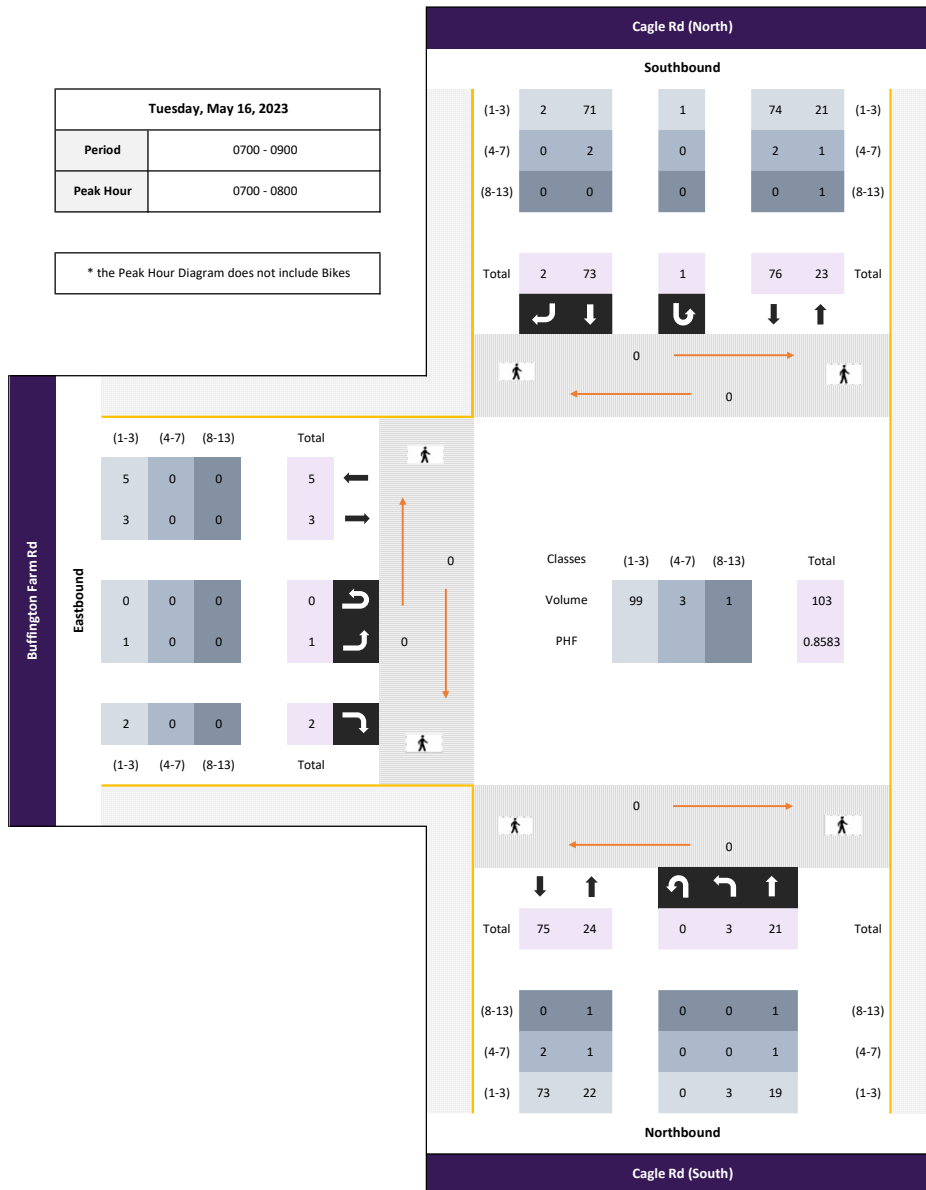 Cagle Rd (North)
Southbound
Tuesday, May 16, 2023
Period 0700 - 0900
Peak Hour 0700 - 0800
* the Peak Hour Diagram does not include Bikes
(1-3) 2 71 1 74 21 (1-3)
(4-7) 0 2 0 2 1 (4-7)
(8-13) 0 0 0 0 1 (8-13)
Total 2 73 1 76 23 Total
0
0
Buffington Farm Rd
Eastbound
(1-3) (4-7) (8-13) Total
5 0 0 5
3 0 0 3
0 0 0 0
1 0 0 1
2 0 0 2
(1-3) (4-7) (8-13) Total
0
0
Classes (1-3) (4-7) (8-13) Total
Volume 99 3 1 103
PHF 0.8583
0
0
Total 75 24 0 3 21 Total
(8-13) 0 1 0 0 1 (8-13)
(4-7) 2 1 0 0 1 (4-7)
(1-3) 73 22 0 3 19 (1-3)
Northbound
Cagle Rd (South)